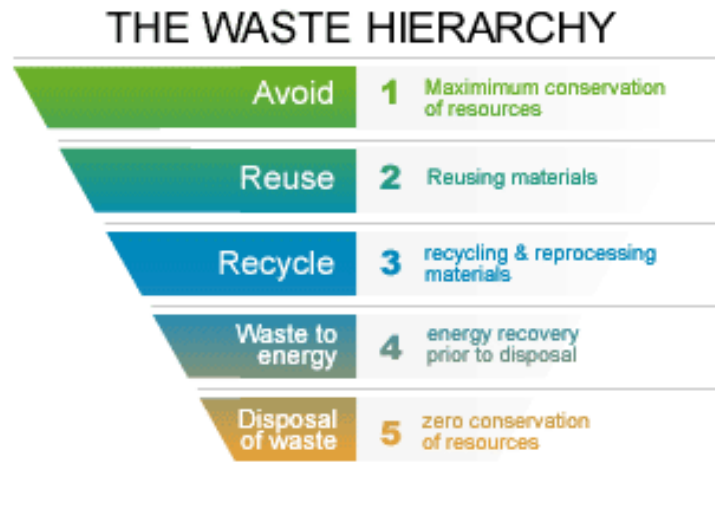 THE WASTE HIERARCHY
Avoid
1
Maximimum conservation
of resources
Reuse
2
Reusing materials
Recycle
3
recycling & reprocessing
materials
Waste to
energy
4
energy recovery
prior to disposal
Disposal
of waste
5
zero conservation
of resources